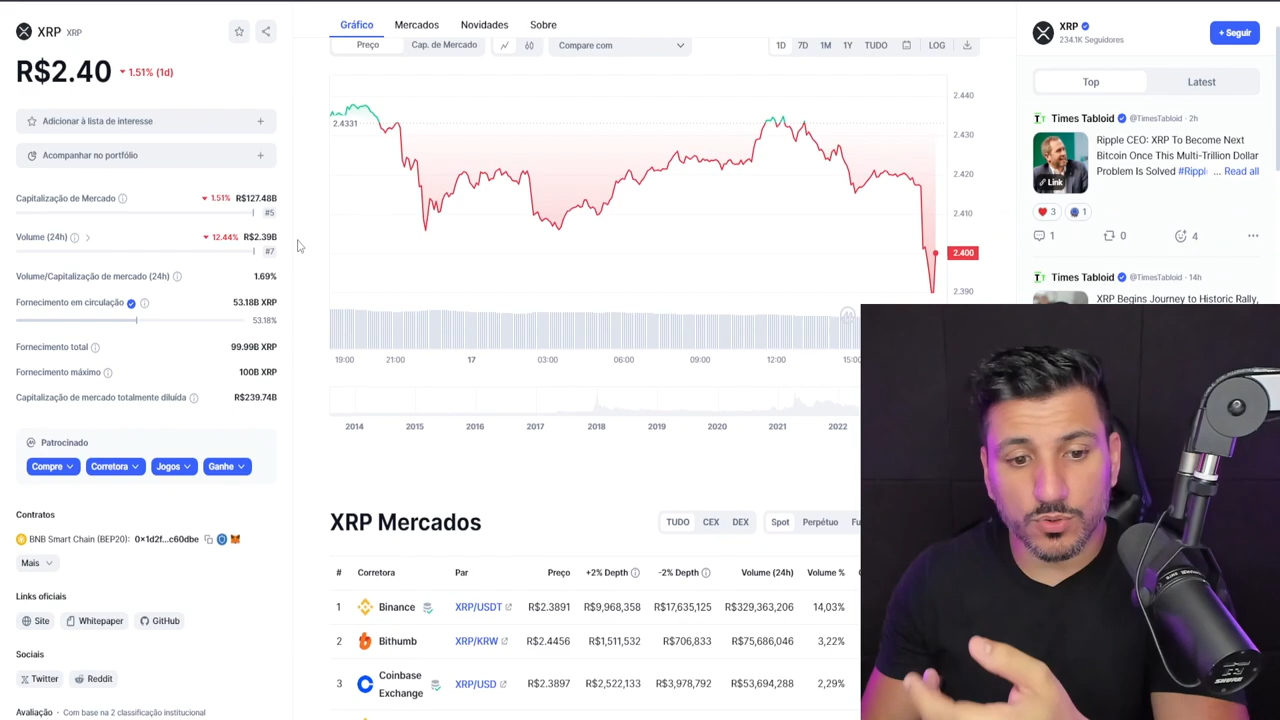 XRP XRP
R$2.40 1.51% (1d)
Adicionar à lista de interesse
Acompanhar no portfólio
Capitalização de Mercado 1.51% R$127.48B
#5
Volume (24h) 12.44% R$2.39B
#7
Volume/Capitalização de mercado (24h) 1.69%
Fornecimento em circulação 53.18B XRP
53.18%
Fornecimento total 99.99B XRP
Fornecimento máximo 100B XRP
Capitalização de mercado totalmente diluída R$239.74B
Patrocinado
Compre Corretora Jogos Ganhe
Contratos
BNB Smart Chain (BEP20): 0x1d2f...c60dbe
Mais
Links oficiais
Site Whitepaper GitHub
Sociais
Twitter Reddit
Avaliação · Com base na 2 classificação institucional
Gráfico Mercados Novidades Sobre
Preço Cap. de Mercado Compare com 1D 7D 1M 1Y TUDO LOG
2.440
2.4331
2.430
2.420
2.410
2.400
2.390
19:00 21:00 17 03:00 06:00 09:00 12:00 15:00
2014 2015 2016 2017 2018 2019 2020 2021 2022
XRP Mercados TUDO CEX DEX Spot Perpétuo Fu
# Corretora Par Preço +2% Depth -2% Depth Volume (24h) Volume %
1 Binance XRP/USDT R$2.3891 R$9,968,358 R$17,635,125 R$329,363,206 14,03%
2 Bithumb XRP/KRW R$2.4456 R$1,511,532 R$706,833 R$75,686,046 3,22%
3 Coinbase Exchange XRP/USD R$2.3897 R$2,522,133 R$3,978,792 R$53,694,288 2,29%
XRP
234.1K Seguidores
+ Seguir
Top Latest
Times Tabloid @TimesTabloid · 2h
Ripple CEO: XRP To Become Next
Bitcoin Once This Multi-Trillion Dollar
Problem Is Solved #Rippl ... Read all
Link
3 1
1 0 4
Times Tabloid @TimesTabloid · 14h
XRP Begins Journey to Historic Rally,
SHURE